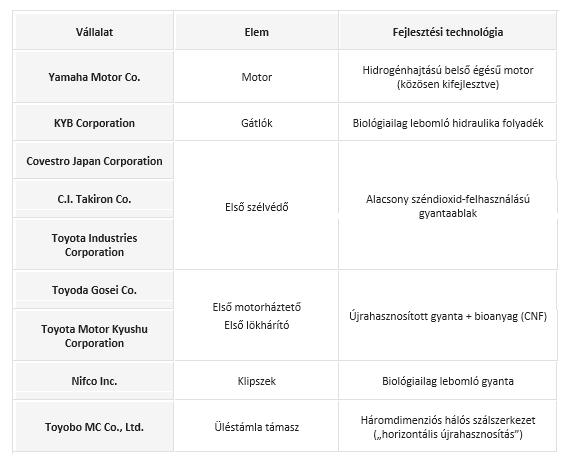 Vállalat Elem Fejlesztési technológia
Yamaha Motor Co. Motor Hidrogénhajtású belső égésű motor
(közösen kifejlesztve)
KYB Corporation Gátlók Biológiailag lebomló hidraulika folyadék
Covestro Japan Corporation
C.I. Takiron Co.
Toyota Industries
Corporation
Első szélvédő
Alacsony széndioxid-felhasználású
gyantaablak
Toyoda Gosei Co.
Toyota Motor Kyushu
Corporation
Első motorháztető
Első lökhárító
Újrahasznosított gyanta + bioanyag (CNF)
Nifco Inc. Klipszek Biológiailag lebomló gyanta
Toyobo MC Co., Ltd. Üléstámla támasz Háromdimenziós hálós szálszerkezet
(„horizontális újrahasznosítás”)